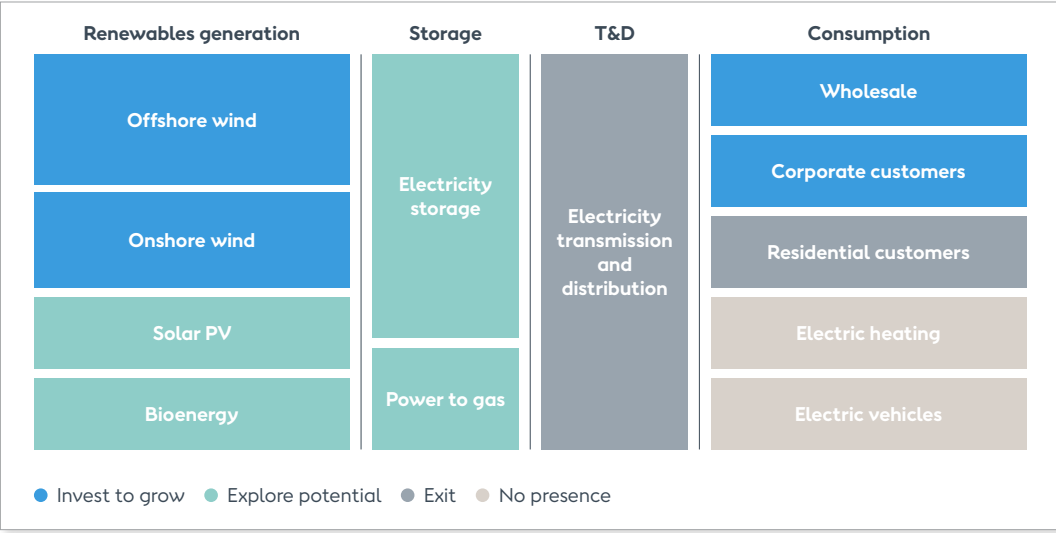 Renewables generation
Offshore wind
Onshore wind
Solar PV
Bioenergy
Storage
Electricity
storage
Power to gas
T&D
Electricity
transmission
and
distribution
Consumption
Wholesale
Corporate customers
Residential customers
Electric heating
Electric vehicles
Invest to grow
Explore potential
Exit
No presence